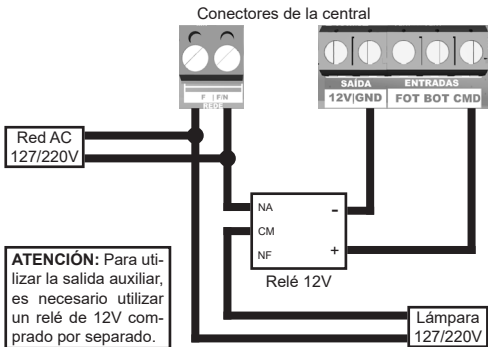 Conectores de la central
F | F/N
REDE
SAÍDA
ENTRADAS
12V|GND
FOT BOT CMD
Red AC
127/220V
NA
CM
NF
-
+
Relé 12V
ATENCIÓN: Para uti-
lizar la salida auxiliar,
es necesario utilizar
un relé de 12V com-
prado por separado.
Lámpara
127/220V